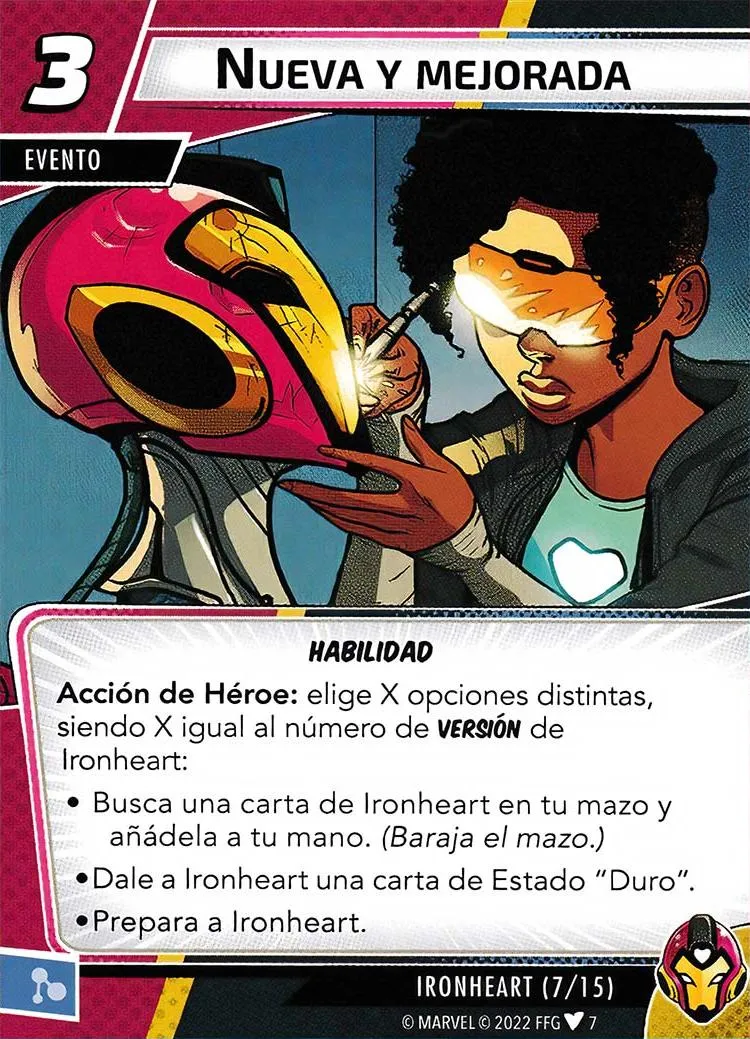 3
NUEVA Y MEJORADA
EVENTO
HABILIDAD
Acción de Héroe: elige X opciones distintas,
siendo X igual al número de VERSIÓN de
Ironheart:
• Busca una carta de Ironheart en tu mazo y
añádela a tu mano. (Baraja el mazo.)
•Dale a Ironheart una carta de Estado "Duro".
•Prepara a Ironheart.
IRONHEART (7/15)
© MARVEL © 2022 FFG ♥ 7